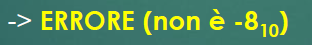 -> ERRORE (non è -8₁₀)